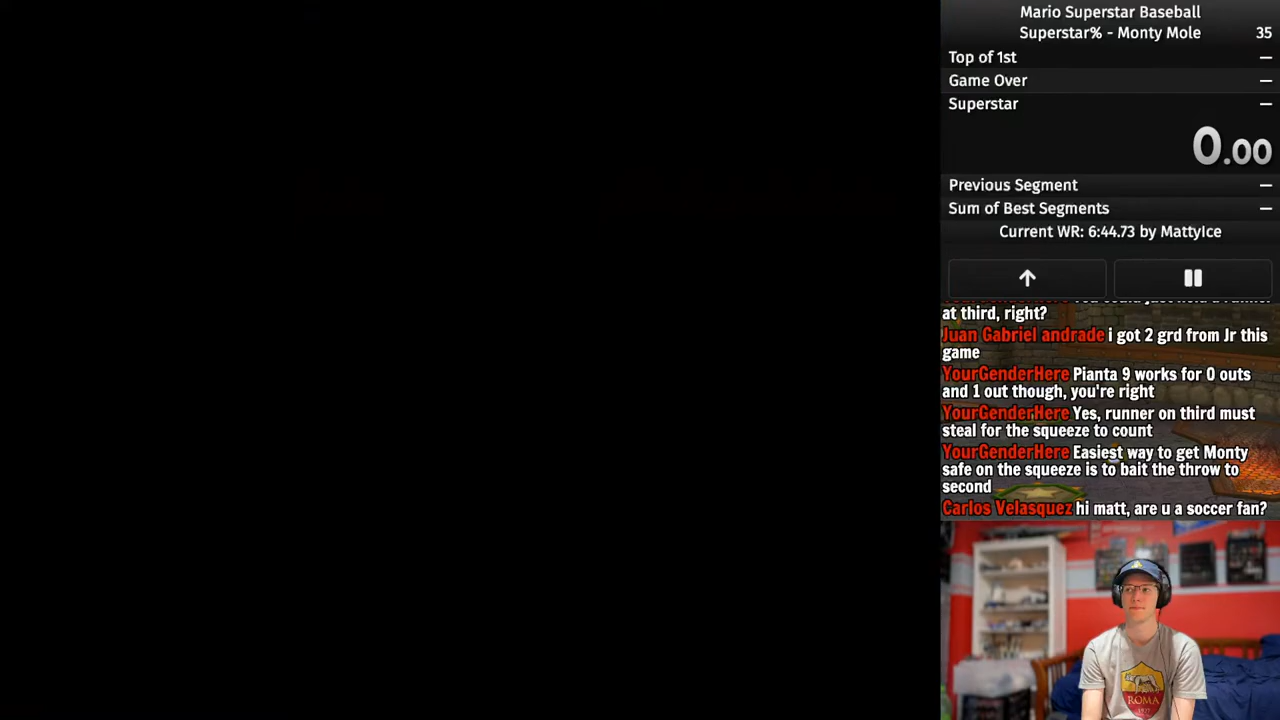 Mario Superstar Baseball
Superstar% - Monty Mole 35
Top of 1st —
Game Over —
Superstar —
0.00
Previous Segment —
Sum of Best Segments —
Current WR: 6:44.73 by MattyIce
at third, right?
Juan Gabriel andrade i got 2 grd from Jr this
game
YourGenderHere Pianta 9 works for 0 outs
and 1 out though, you're right
YourGenderHere Yes, runner on third must
steal for the squeeze to count
YourGenderHere Easiest way to get Monty
safe on the squeeze is to bait the throw to
second
Carlos Velasquez hi matt, are u a soccer fan?
ROMA